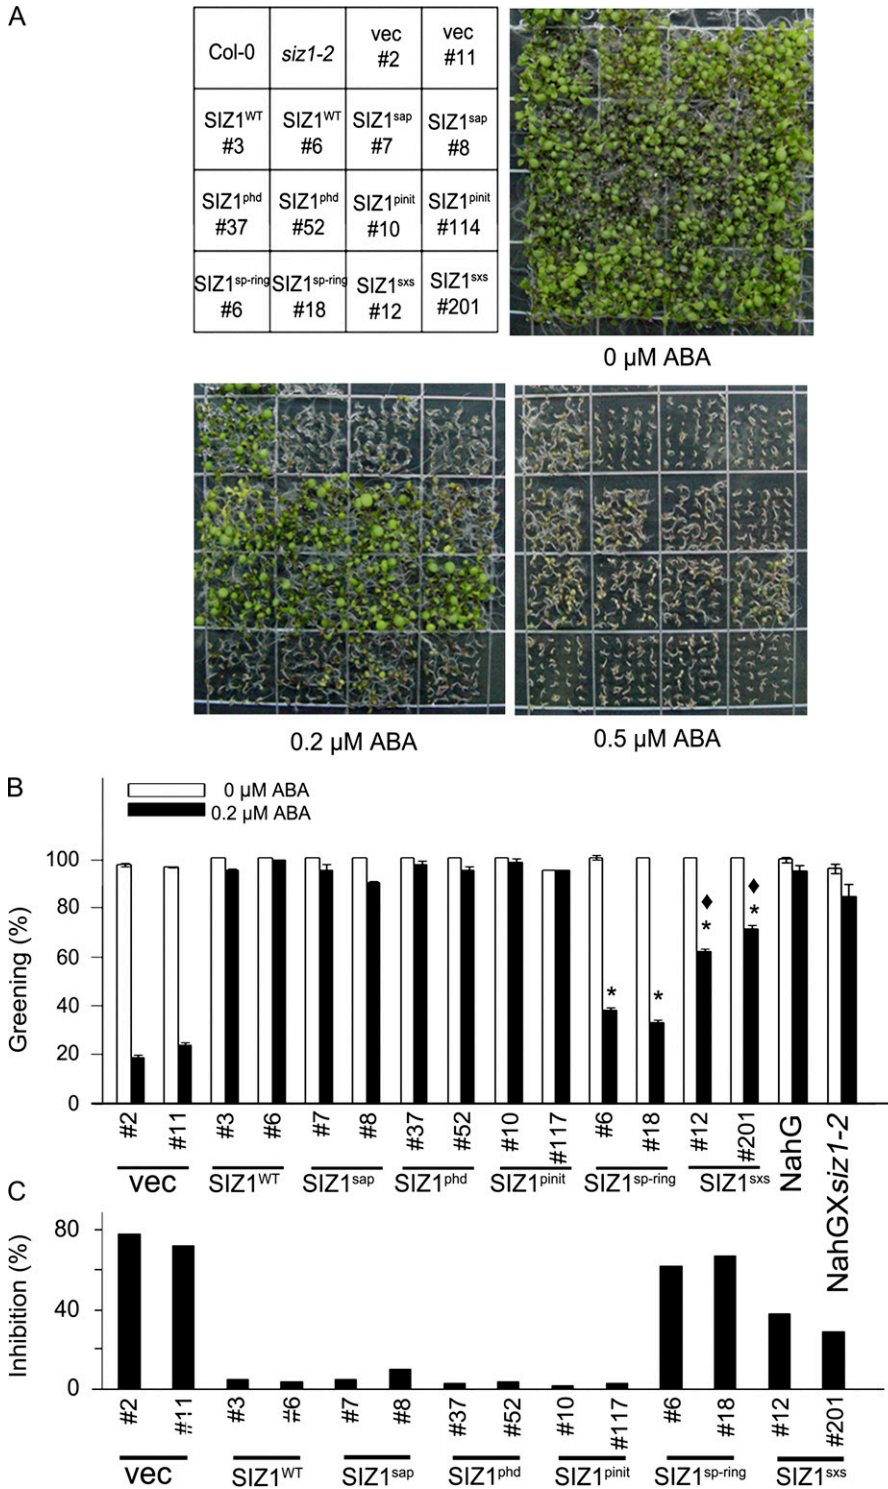 A
Col-0 siz1-2 vec #2 vec #11
SIZ1WT #3 SIZ1WT #6 SIZ1sap #7 SIZ1sap #8
SIZ1phd #37 SIZ1phd #52 SIZ1pinit #10 SIZ1pinit #114
SIZ1sp-ring #6 SIZ1sp-ring #18 SIZ1sxs #12 SIZ1sxs #201
0 µM ABA
0.2 µM ABA 0.5 µM ABA
B
0 µM ABA
0.2 µM ABA
Greening (%)
100
80
60
40
20
0
* * ♦ * ♦ *
#2 #11 #3 #6 #7 #8 #37 #52 #10 #117 #6 #18 #12 #201 NahG NahGXsiz1-2
vec SIZ1WT SIZ1sap SIZ1phd SIZ1pinit SIZ1sp-ring SIZ1sxs
C
Inhibition (%)
80
40
0
#2 #11 #3 #6 #7 #8 #37 #52 #10 #117 #6 #18 #12 #201
vec SIZ1WT SIZ1sap SIZ1phd SIZ1pinit SIZ1sp-ring SIZ1sxs